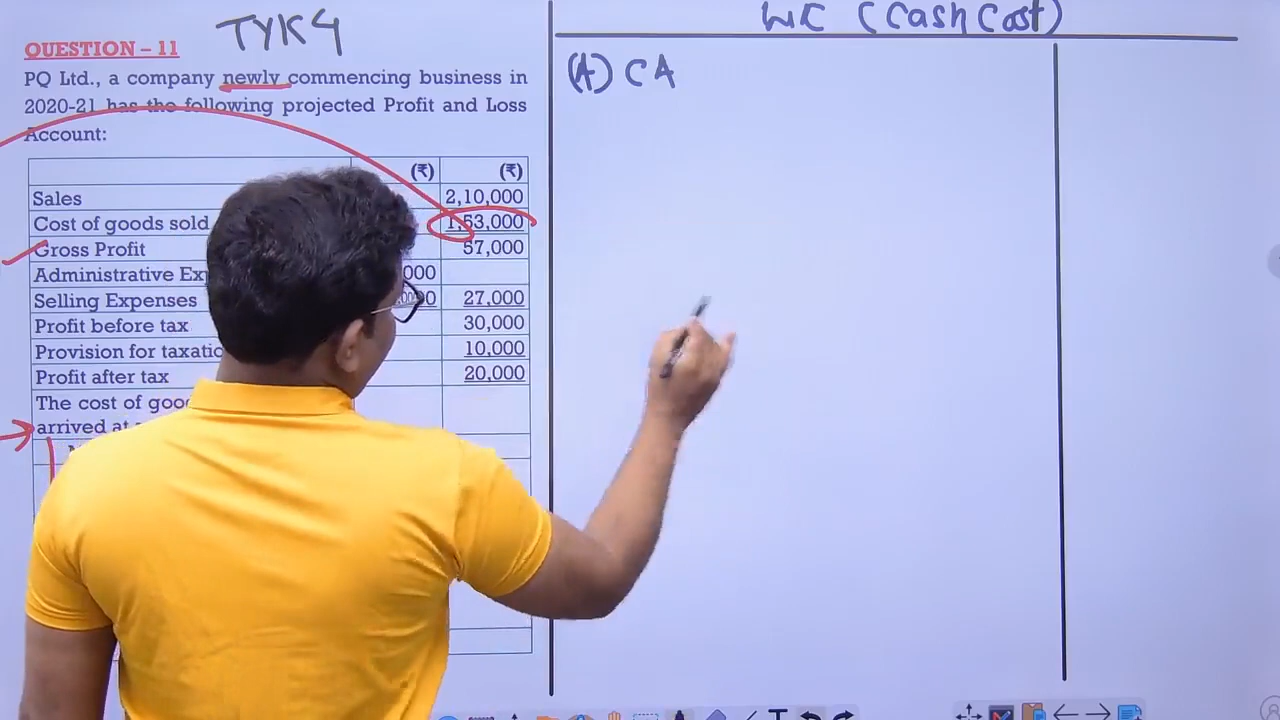 TYK4
QUESTION – 11
PQ Ltd., a company newly commencing business in
2020-21 has the following projected Profit and Loss
Account:
(₹) (₹)
Sales 2,10,000
Cost of goods sold 1,53,000
Gross Profit 57,000
Administrative 000
Selling Expenses 27,000
Profit before tax 30,000
Provision for 10,000
Profit after tax 20,000
The cost of
arrived at
WC (Cash Cost)
(A) CA
T